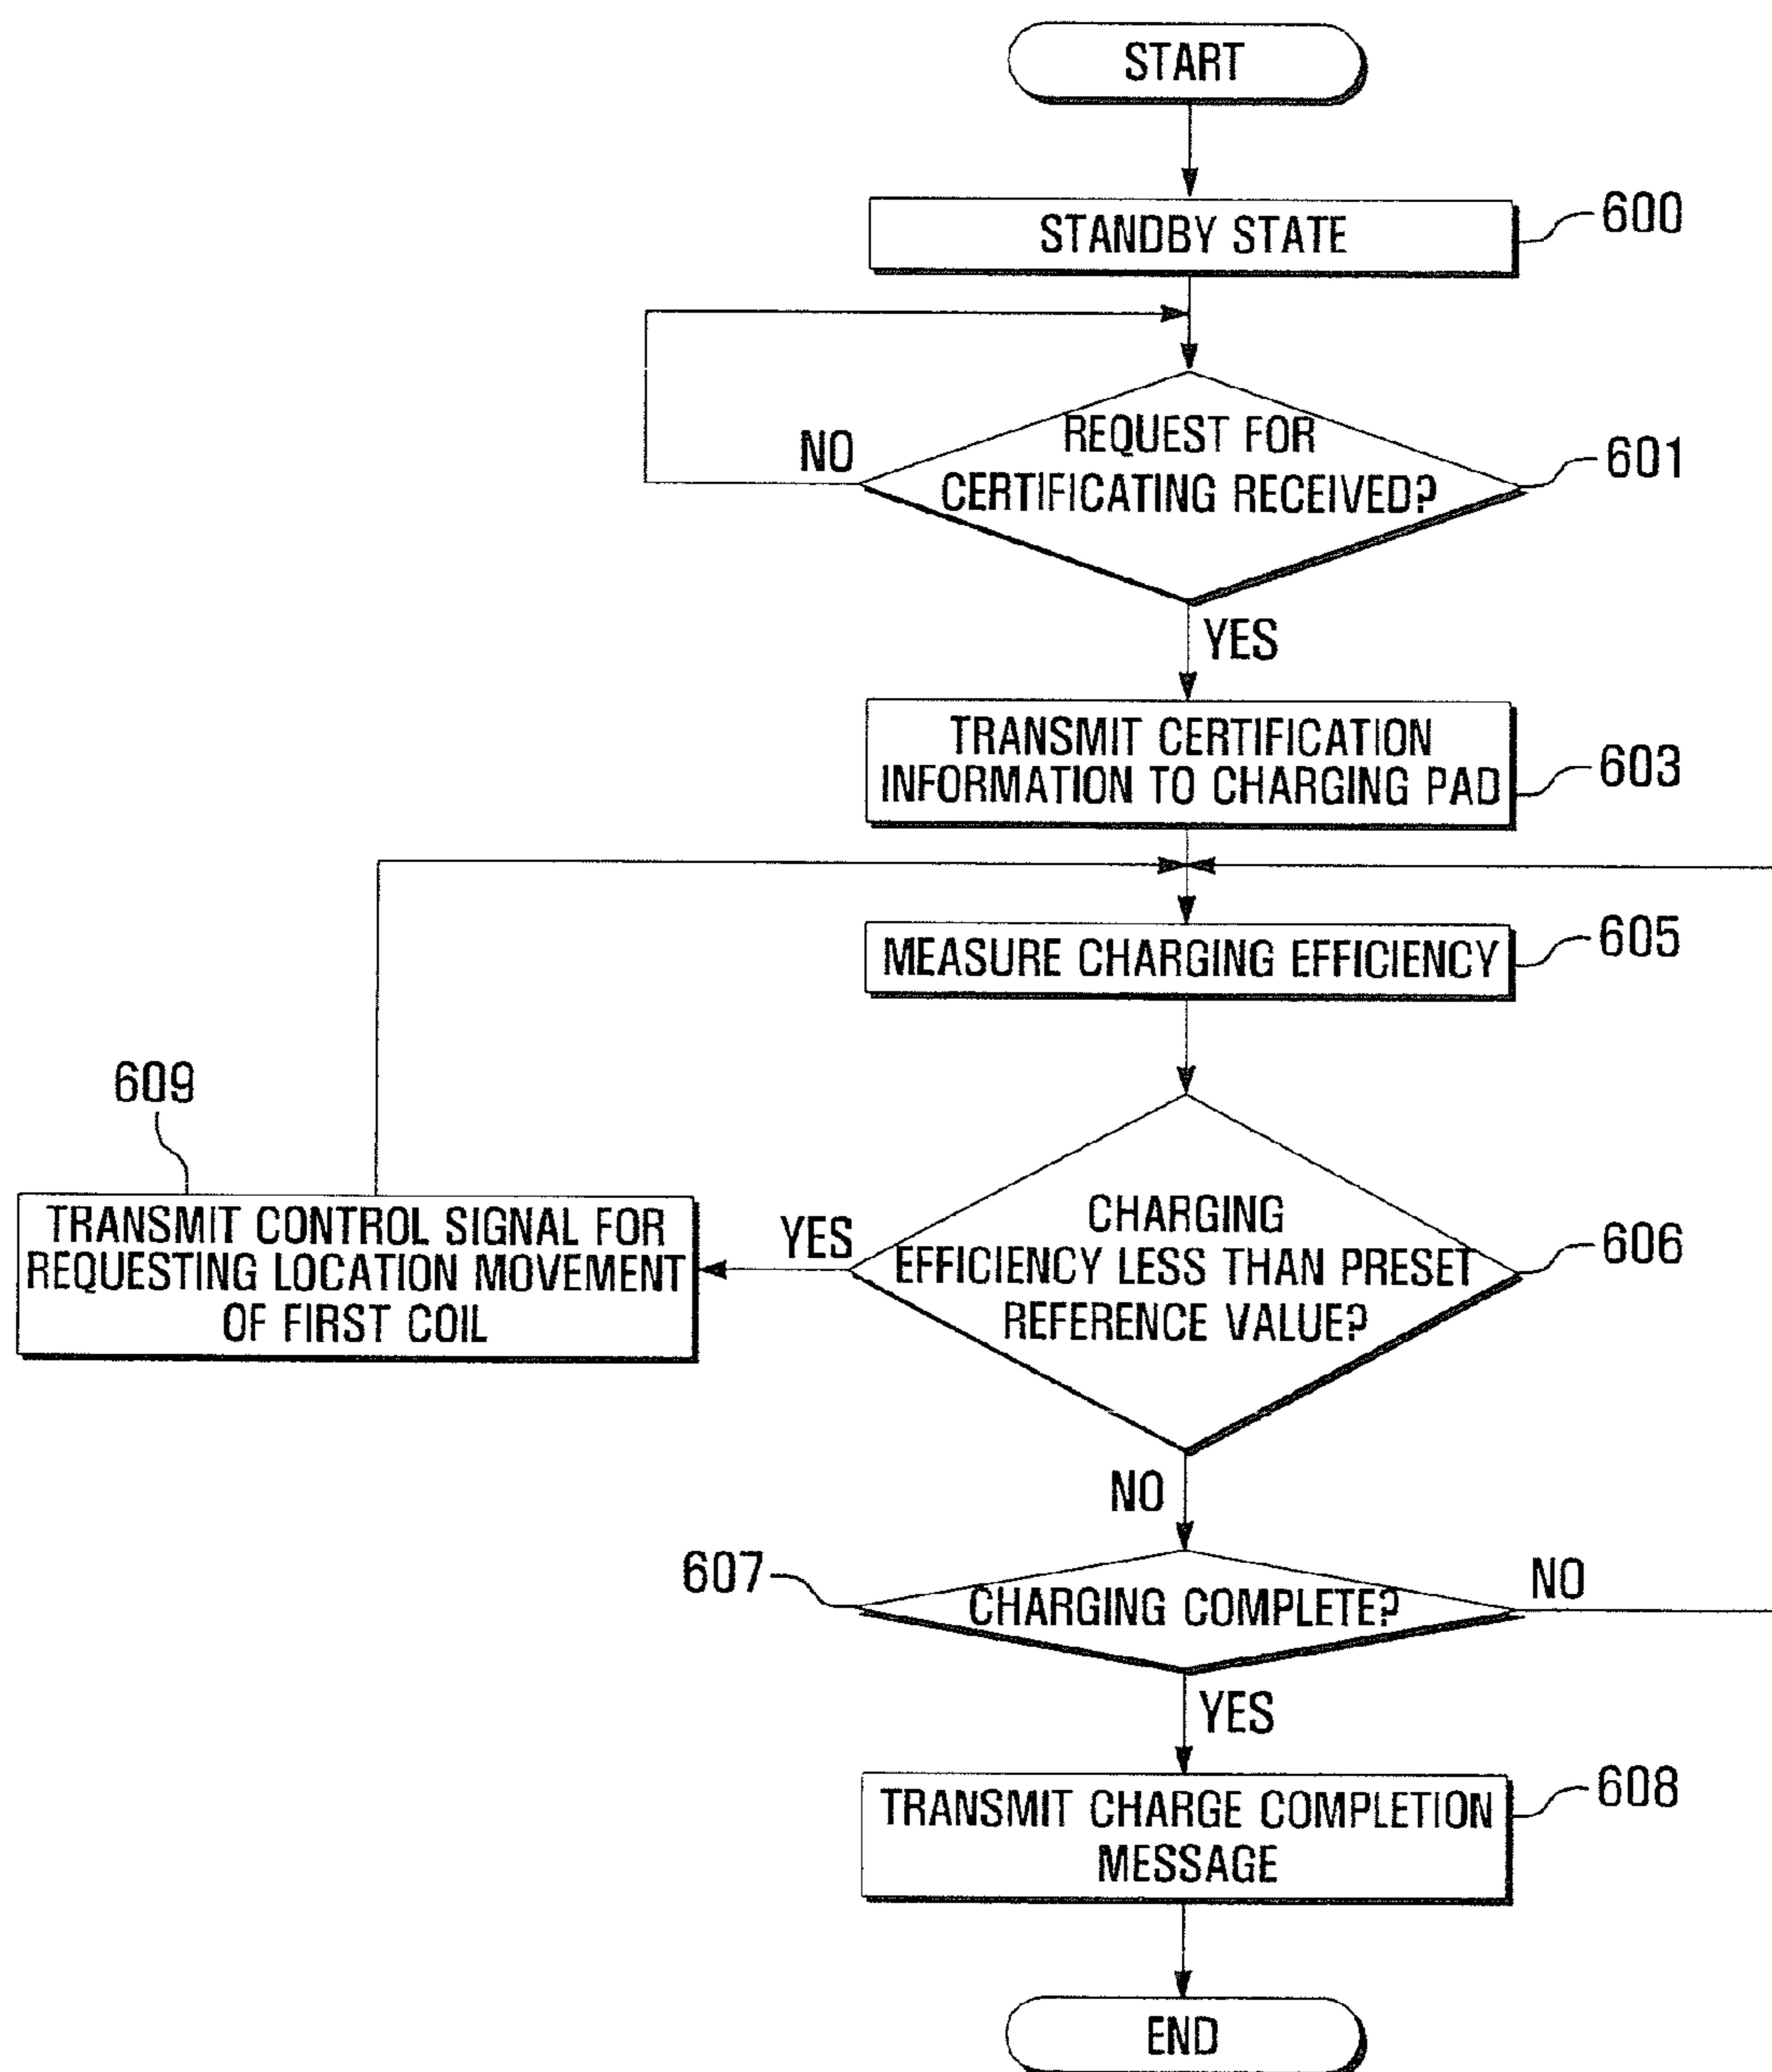 START
STANDBY STATE
600
REQUEST FOR
CERTIFICATING RECEIVED?
601
NO
YES
TRANSMIT CERTIFICATION
INFORMATION TO CHARGING PAD
603
MEASURE CHARGING EFFICIENCY
605
609
TRANSMIT CONTROL SIGNAL FOR
REQUESTING LOCATION MOVEMENT
OF FIRST COIL
YES
CHARGING
EFFICIENCY LESS THAN PRESET
REFERENCE VALUE?
606
NO
607
CHARGING COMPLETE?
NO
YES
TRANSMIT CHARGE COMPLETION
MESSAGE
608
END